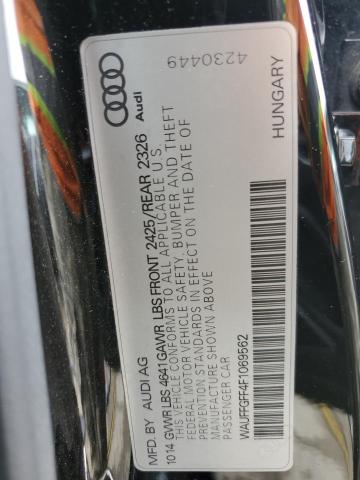 Audi
4230449
MFD. BY AUDI AG
HUNGARY
1014 GVWR LBS 4641 GAWR LBS FRONT 2425/REAR 2326
THIS VEHICLE CONFORMS TO ALL APPLICABLE U.S.
FEDERAL MOTOR VEHICLE SAFETY, BUMPER AND THEFT
PREVENTION STANDARDS IN EFFECT ON THE DATE OF
MANUFACTURE SHOWN ABOVE
PASSENGER CAR
WAUFFGFF4F1069562